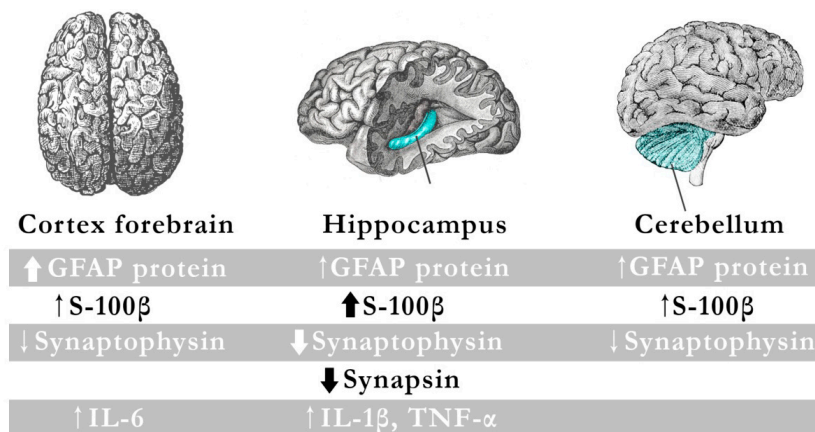 Cortex forebrain Hippocampus Cerebellum
⬆ GFAP protein ↑GFAP protein ↑GFAP protein
↑S-100β ⬆S-100β ↑S-100β
↓Synaptophysin ⬇Synaptophysin ↓Synaptophysin
⬇Synapsin
↑IL-6 ↑IL-1β, TNF-α